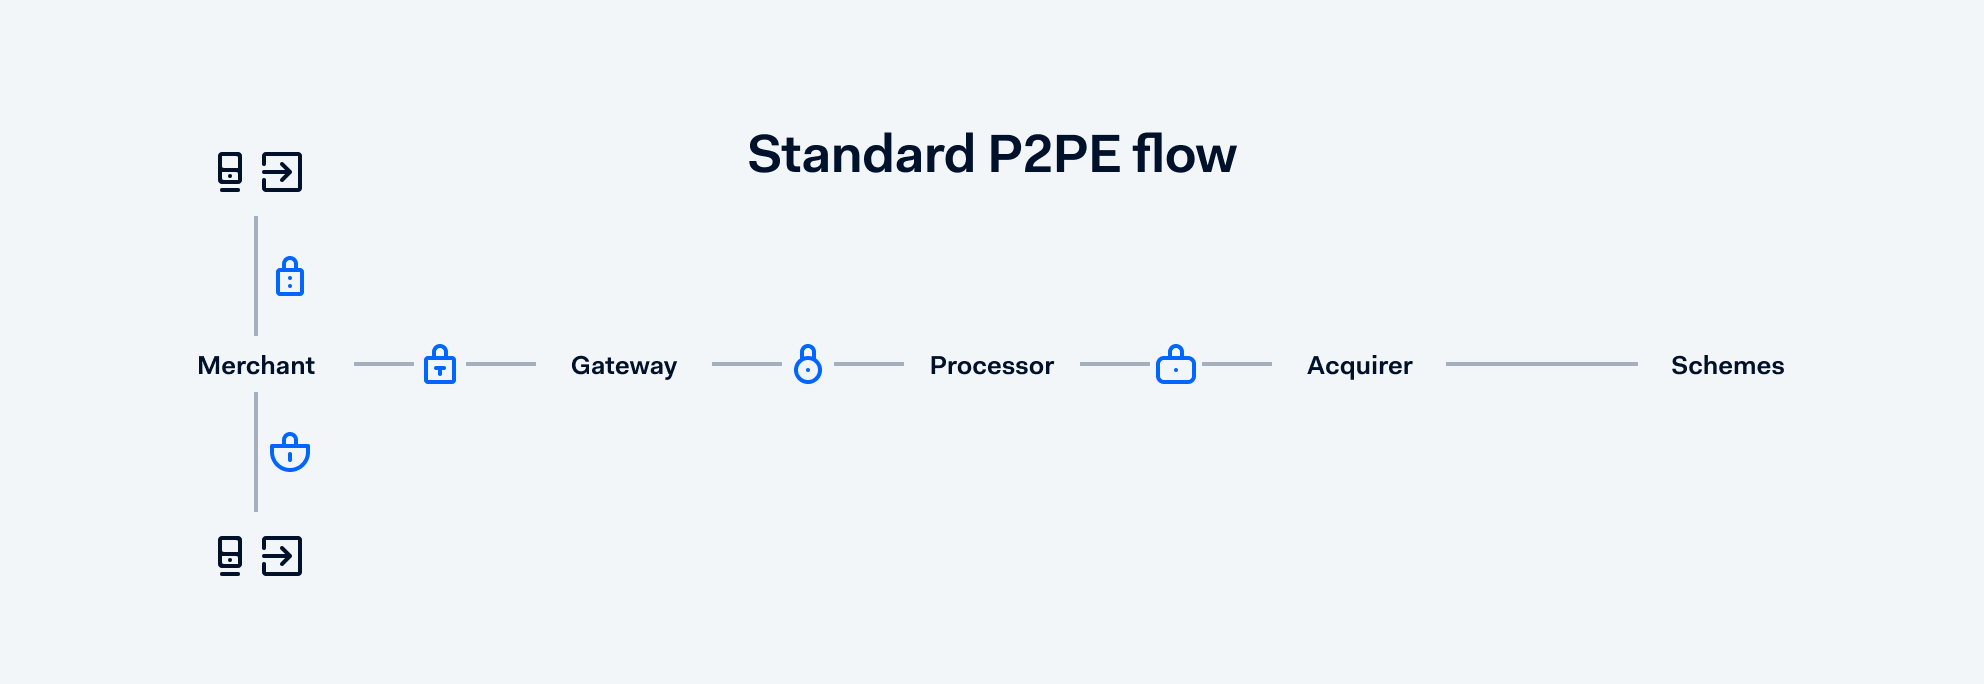 Standard P2PE flow
Merchant Gateway Processor Acquirer Schemes